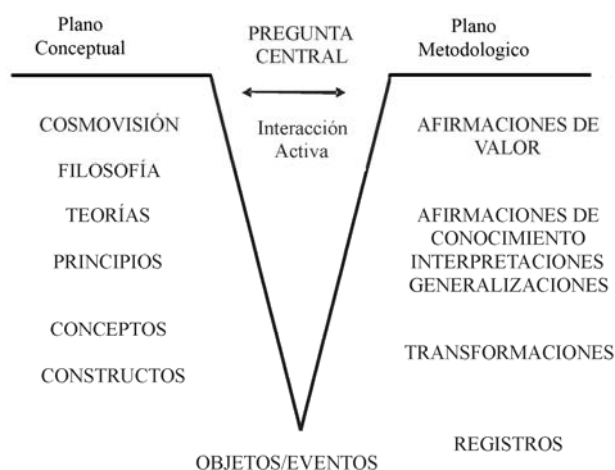 Plano
Conceptual
PREGUNTA
CENTRAL
Plano
Metodologico
COSMOVISIÓN
FILOSOFÍA
TEORÍAS
PRINCIPIOS
CONCEPTOS
CONSTRUCTOS
Interacción
Activa
AFIRMACIONES DE
VALOR
AFIRMACIONES DE
CONOCIMIENTO
INTERPRETACIONES
GENERALIZACIONES
TRANSFORMACIONES
REGISTROS
OBJETOS/EVENTOS